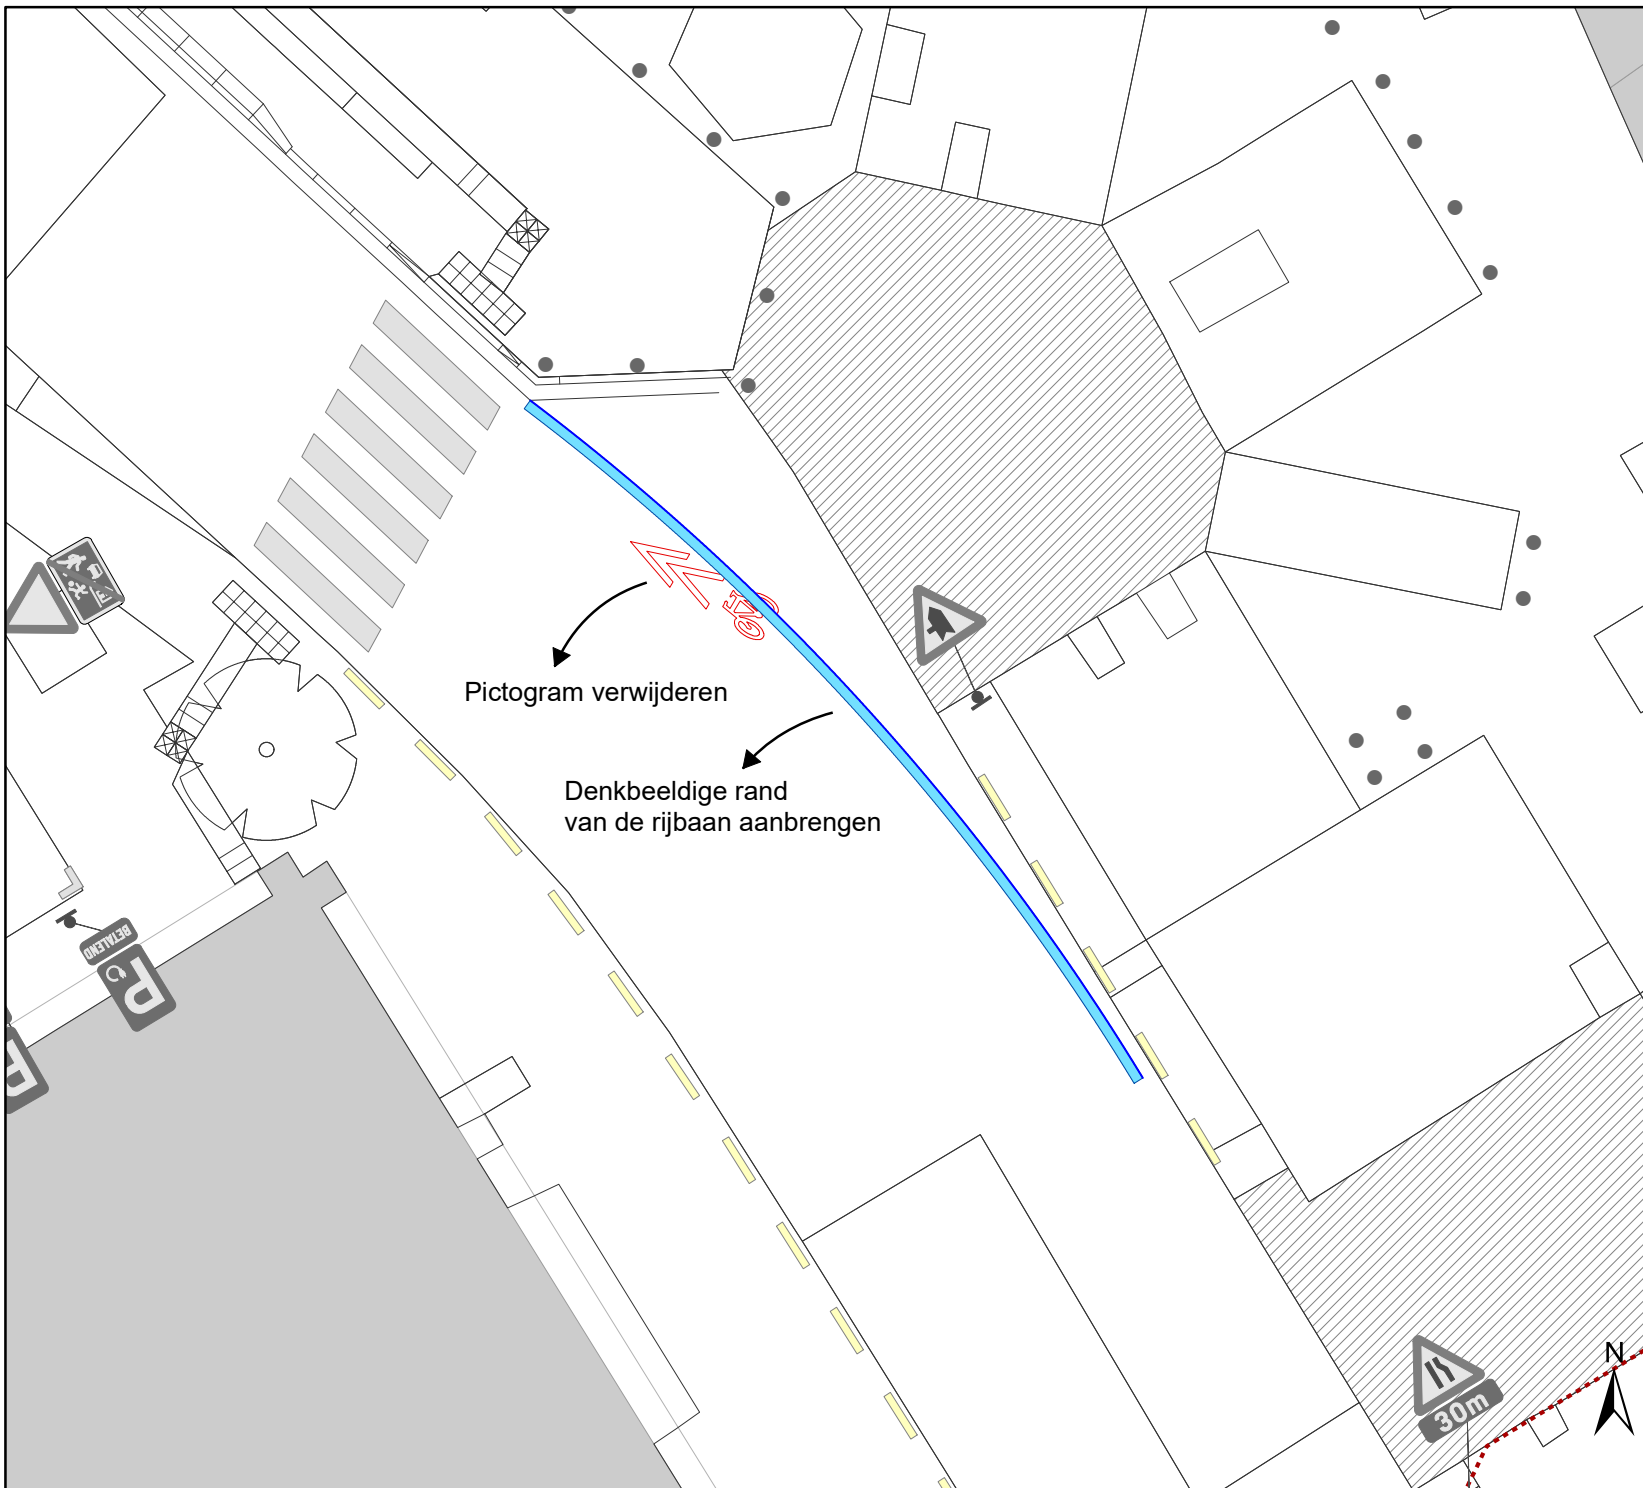 Pictogram verwijderen
Denkbeeldige rand
van de rijbaan aanbrengen
BETALEND
P
P
30m
N